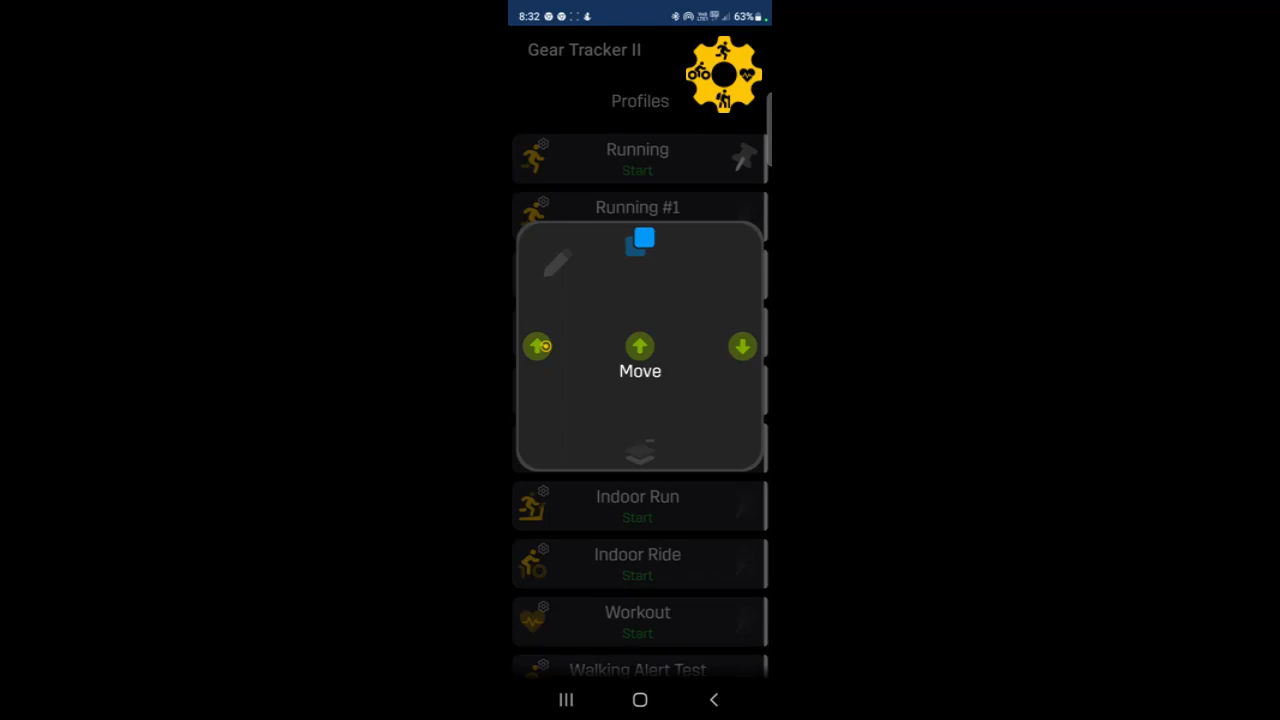 8:32
63%
Gear Tracker II
Profiles
Running
Start
Running #1
Move
Indoor Run
Start
Indoor Ride
Start
Workout
Start
Walking Alert Test